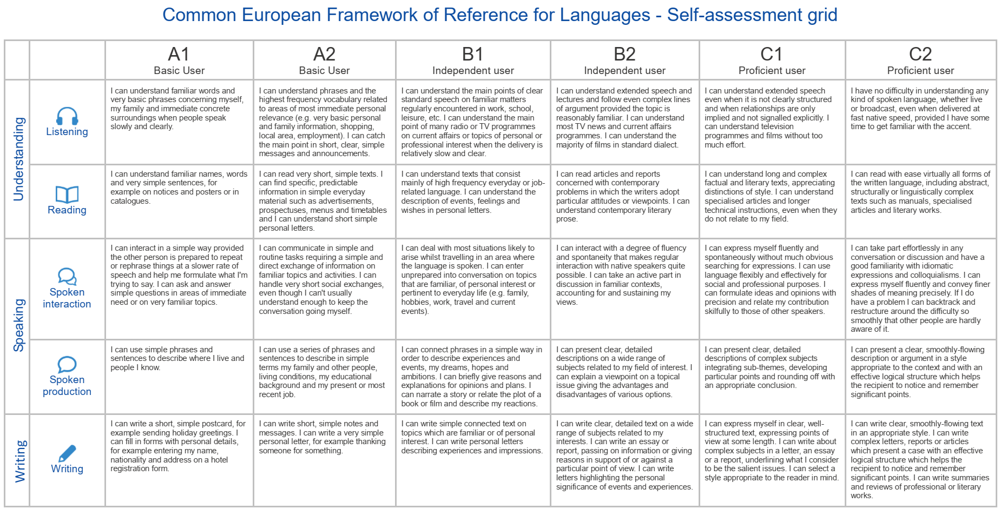 Common European Framework of Reference for Languages - Self-assessment grid
A1
Basic User
A2
Basic User
B1
Independent user
B2
Independent user
C1
Proficient user
C2
Proficient user
Understanding
Listening
I can understand familiar words and
very basic phrases concerning myself,
my family and immediate concrete
surroundings when people speak
slowly and clearly.
I can understand phrases and the
highest frequency vocabulary related
to areas of most immediate personal
relevance (e.g. very basic personal
and family information, shopping,
local area, employment). I can catch
the main point in short, clear, simple
messages and announcements.
I can understand the main points of clear
standard speech on familiar matters
regularly encountered in work, school,
leisure, etc. I can understand the main
point of many radio or TV programmes
on current affairs or topics of personal or
professional interest when the delivery is
relatively slow and clear.
I can understand extended speech and
lectures and follow even complex lines
of argument provided the topic is
reasonably familiar. I can understand
most TV news and current affairs
programmes. I can understand the
majority of films in standard dialect.
I can understand extended speech
even when it is not clearly structured
and when relationships are only
implied and not signalled explicitly. I
can understand television
programmes and films without too
much effort.
I have no difficulty in understanding any
kind of spoken language, whether live
or broadcast, even when delivered at
fast native speed, provided I have some
time to get familiar with the accent.
Reading
I can understand familiar names, words
and very simple sentences, for
example on notices and posters or in
catalogues.
I can read very short, simple texts. I
can find specific, predictable
information in simple everyday
material such as advertisements,
prospectuses, menus and timetables
and I can understand short simple
personal letters.
I can understand texts that consist
mainly of high frequency everyday or job-
related language. I can understand the
description of events, feelings and
wishes in personal letters.
I can read articles and reports
concerned with contemporary
problems in which the writers adopt
particular attitudes or viewpoints. I can
understand contemporary literary
prose.
I can understand long and complex
factual and literary texts, appreciating
distinctions of style. I can understand
specialised articles and longer
technical instructions, even when they
do not relate to my field.
I can read with ease virtually all forms of
the written language, including abstract,
structurally or linguistically complex
texts such as manuals, specialised
articles and literary works.
Speaking
Spoken
interaction
I can interact in a simple way provided
the other person is prepared to repeat
or rephrase things at a slower rate of
speech and help me formulate what I'm
trying to say. I can ask and answer
simple questions in areas of immediate
need or on very familiar topics.
I can communicate in simple and
routine tasks requiring a simple and
direct exchange of information on
familiar topics and activities. I can
handle very short social exchanges,
even though I can't usually
understand enough to keep the
conversation going myself.
I can deal with most situations likely to
arise whilst travelling in an area where
the language is spoken. I can enter
unprepared into conversation on topics
that are familiar, of personal interest or
pertinent to everyday life (e.g. family,
hobbies, work, travel and current
events).
I can interact with a degree of fluency
and spontaneity that makes regular
interaction with native speakers quite
possible. I can take an active part in
discussion in familiar contexts,
accounting for and sustaining my
views.
I can express myself fluently and
spontaneously without much obvious
searching for expressions. I can use
language flexibly and effectively for
social and professional purposes. I
can formulate ideas and opinions with
precision and relate my contribution
skilfully to those of other speakers.
I can take part effortlessly in any
conversation or discussion and have a
good familiarity with idiomatic
expressions and colloquialisms. I can
express myself fluently and convey finer
shades of meaning precisely. If I do
have a problem I can backtrack and
restructure around the difficulty so
smoothly that other people are hardly
aware of it.
Spoken
production
I can use simple phrases and
sentences to describe where I live and
people I know.
I can use a series of phrases and
sentences to describe in simple
terms my family and other people,
living conditions, my educational
background and my present or most
recent job.
I can connect phrases in a simple way in
order to describe experiences and
events, my dreams, hopes and
ambitions. I can briefly give reasons and
explanations for opinions and plans. I
can narrate a story or relate the plot of a
book or film and describe my reactions.
I can present clear, detailed
descriptions on a wide range of
subjects related to my field of interest. I
can explain a viewpoint on a topical
issue giving the advantages and
disadvantages of various options.
I can present clear, detailed
descriptions of complex subjects
integrating sub-themes, developing
particular points and rounding off with
an appropriate conclusion.
I can present a clear, smoothly-flowing
description or argument in a style
appropriate to the context and with an
effective logical structure which helps
the recipient to notice and remember
significant points.
Writing
Writing
I can write a short, simple postcard, for
example sending holiday greetings. I
can fill in forms with personal details,
for example entering my name,
nationality and address on a hotel
registration form.
I can write short, simple notes and
messages. I can write a very simple
personal letter, for example thanking
someone for something.
I can write simple connected text on
topics which are familiar or of personal
interest. I can write personal letters
describing experiences and impressions.
I can write clear, detailed text on a wide
range of subjects related to my
interests. I can write an essay or
report, passing on information or giving
reasons in support of or against a
particular point of view. I can write
letters highlighting the personal
significance of events and experiences.
I can express myself in clear, well-
structured text, expressing points of
view at some length. I can write about
complex subjects in a letter, an essay
or a report, underlining what I consider
to be the salient issues. I can select a
style appropriate to the reader in mind.
I can write clear, smoothly-flowing text
in an appropriate style. I can write
complex letters, reports or articles
which present a case with an effective
logical structure which helps the
recipient to notice and remember
significant points. I can write summaries
and reviews of professional or literary
works.